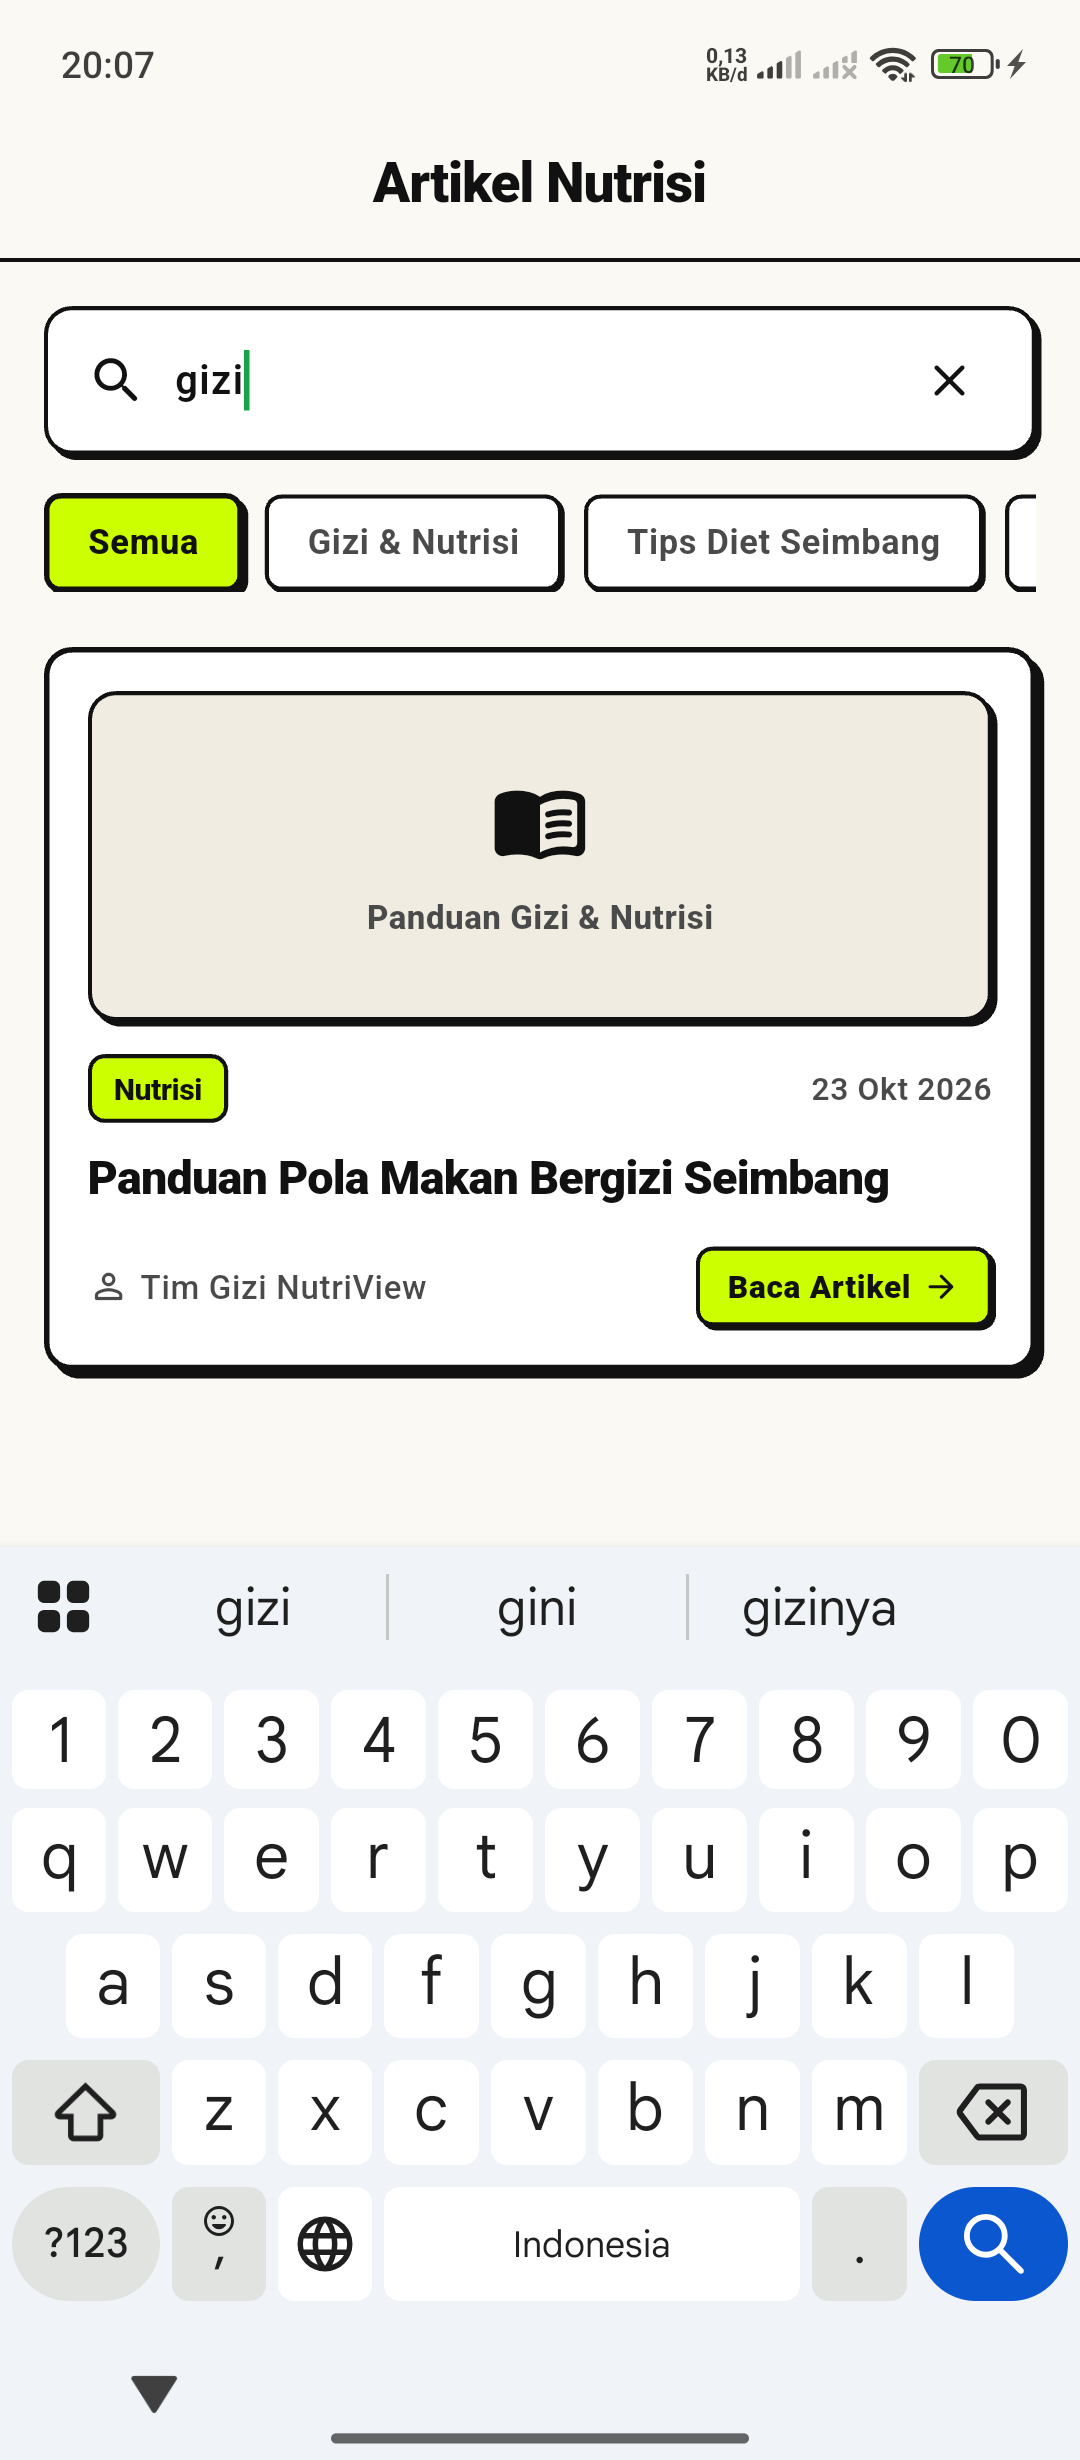 20:07
0,13
KB/d
70
Artikel Nutrisi
gizi
Semua
Gizi & Nutrisi
Tips Diet Seimbang
Panduan Gizi & Nutrisi
Nutrisi
23 Okt 2026
Panduan Pola Makan Bergizi Seimbang
Tim Gizi NutriView
Baca Artikel →
gizi
gini
gizinya
1 2 3 4 5 6 7 8 9 0
q w e r t y u i o p
a s d f g h j k l
z x c v b n m
?123
,
Indonesia
.